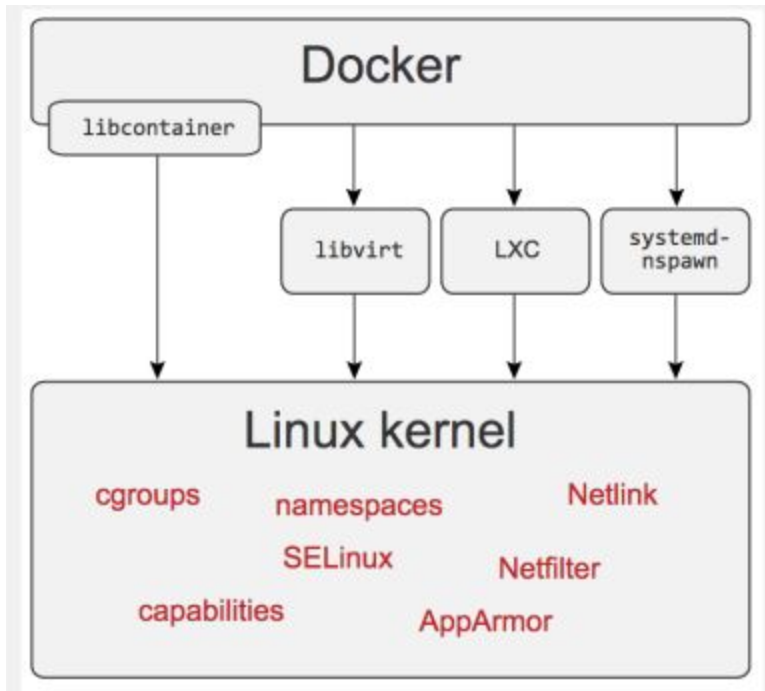 Docker
libcontainer
libvirt
LXC
systemd-
nspawn
Linux kernel
cgroups
namespaces
Netlink
SELinux
Netfilter
capabilities
AppArmor